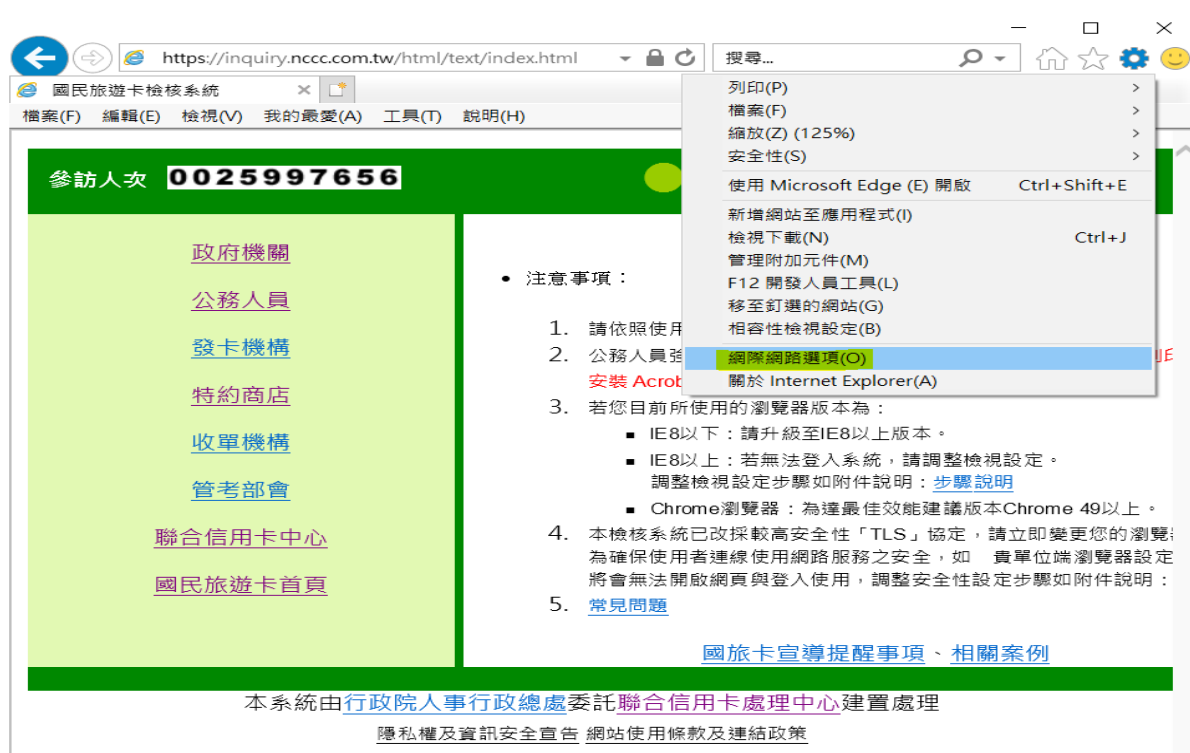 https://inquiry.nccc.com.tw/html/text/index.html
搜尋...
國民旅遊卡檢核系統
檔案(F) 編輯(E) 檢視(V) 我的最愛(A) 工具(T) 說明(H)
列印(P)
檔案(F)
縮放(Z) (125%)
安全性(S)
使用 Microsoft Edge (E) 開啟 Ctrl+Shift+E
新增網站至應用程式(I)
檢視下載(N) Ctrl+J
管理附加元件(M)
F12 開發人員工具(L)
移至釘選的網站(G)
相容性檢視設定(B)
網際網路選項(O)
關於 Internet Explorer(A)
參訪人次 0025997656
政府機關
公務人員
發卡機構
特約商店
收單機構
管考部會
聯合信用卡中心
國民旅遊卡首頁
• 注意事項：
1. 請依照使用
2. 公務人員強
安裝 Acrob
3. 若您目前所使用的瀏覽器版本為：
▪ IE8以下：請升級至IE8以上版本。
▪ IE8以上：若無法登入系統，請調整檢視設定。
調整檢視設定步驟如附件說明：步驟說明
▪ Chrome瀏覽器：為達最佳效能建議版本Chrome 49以上。
4. 本檢核系統已改採較高安全性「TLS」協定，請立即變更您的瀏覽
為確保使用者連線使用網路服務之安全，如 貴單位端瀏覽器設定
將會無法開啟網頁與登入使用，調整安全性設定步驟如附件說明：
5. 常見問題
國旅卡宣導提醒事項、相關案例
本系統由行政院人事行政總處委託聯合信用卡處理中心建置處理
隱私權及資訊安全宣告 網站使用條款及連結政策